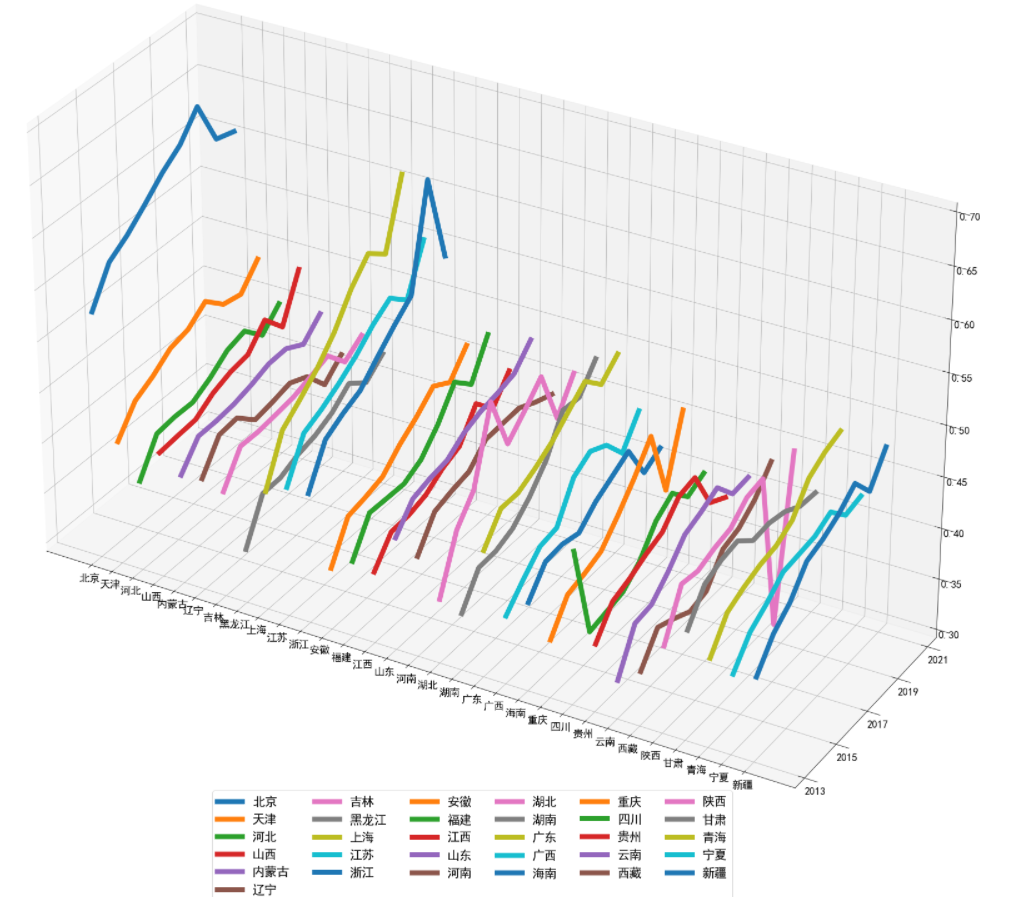 0.70
0.65
0.60
0.55
0.50
0.45
0.40
0.35
0.30
北京
天津
河北
山西
内蒙古
辽宁
吉林
黑龙江
上海
江苏
浙江
安徽
福建
江西
山东
河南
湖北
湖南
广东
广西
海南
重庆
四川
贵州
云南
西藏
陕西
甘肃
青海
宁夏
新疆
2021
2019
2017
2015
2013
北京 吉林 安徽 湖北 重庆 陕西
天津 黑龙江 福建 湖南 四川 甘肃
河北 上海 江西 广东 贵州 青海
山西 江苏 山东 广西 云南 宁夏
内蒙古 浙江 河南 海南 西藏 新疆
辽宁